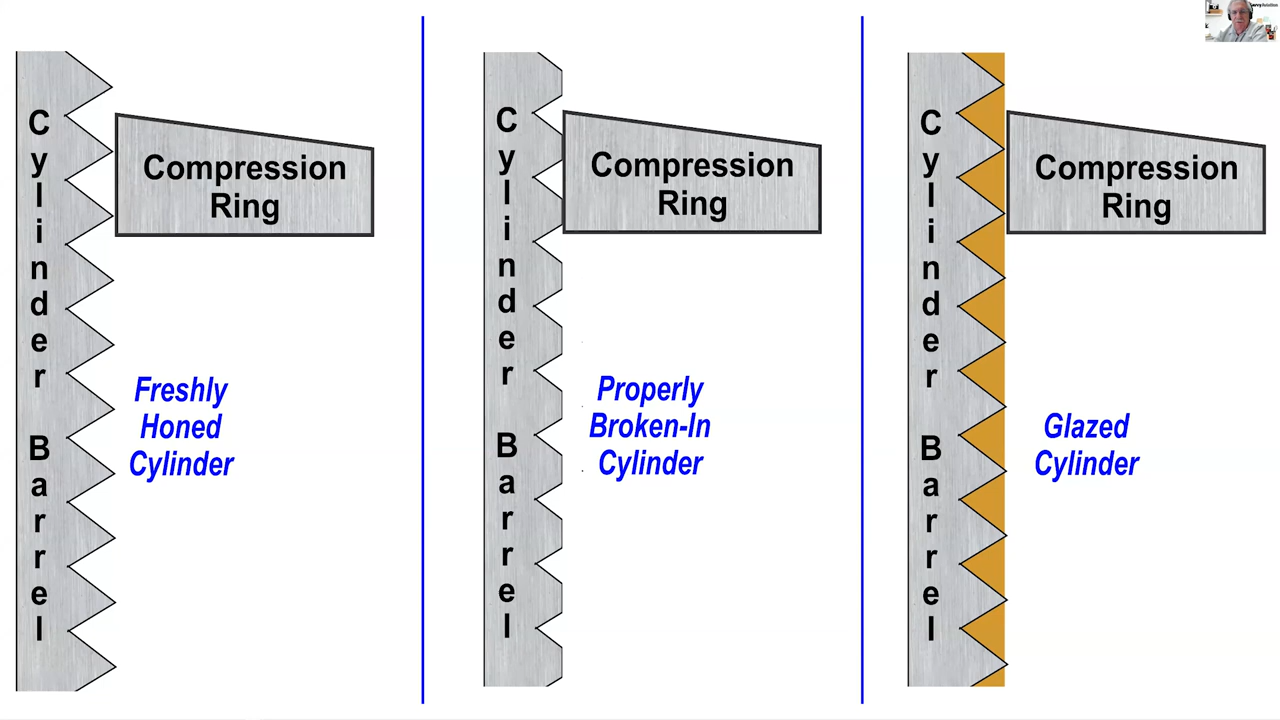 Cylinder Barrel
Compression
Ring
Freshly
Honed
Cylinder
Cylinder Barrel
Compression
Ring
Properly
Broken-In
Cylinder
Cylinder Barrel
Compression
Ring
Glazed
Cylinder